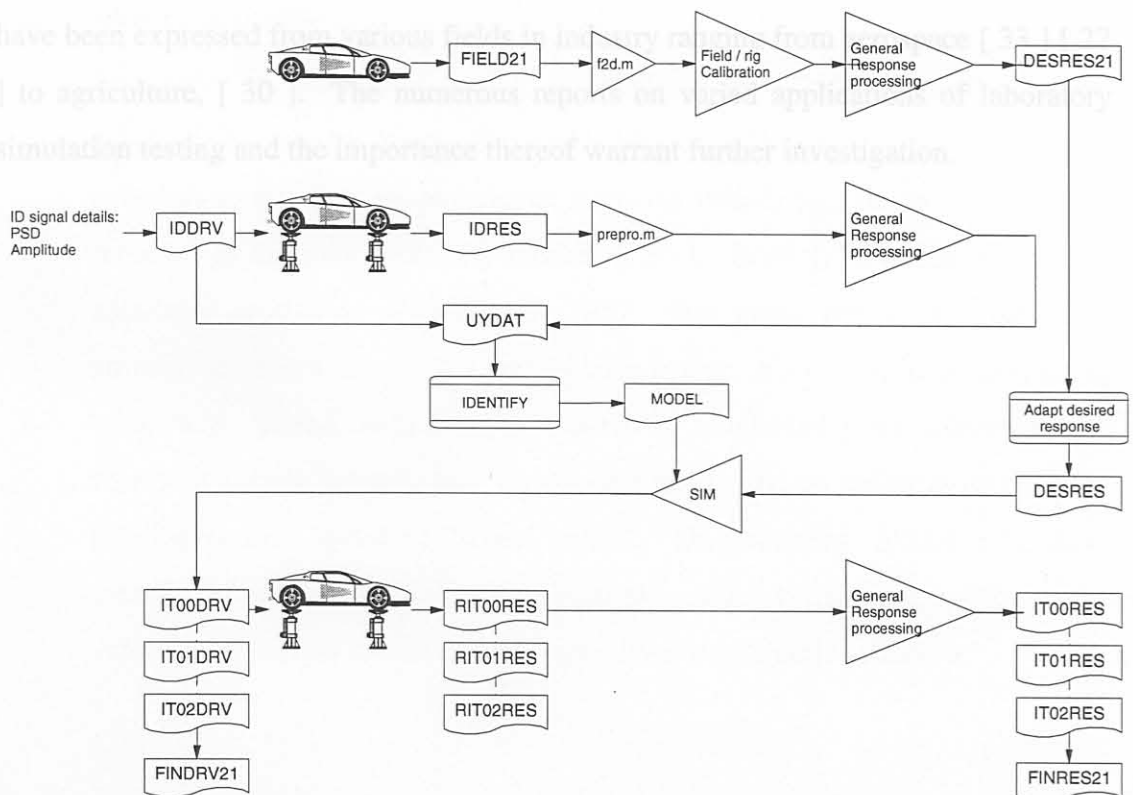 have been expressed from various fields in industry ranging from aerospace [ 33 11 27
] to agriculture, [ 30 ]. The numerous reports on varied applications of laboratory
simulation testing and the importance thereof warrant further investigation.
FIELD21
f2d.m
Field / rig
Calibration
General
Response
processing
DESRES21
ID signal details:
PSD
Amplitude
IDDRV
IDRES
prepro.m
General
Response
processing
UYDAT
IDENTIFY
MODEL
Adapt desired
response
SIM
DESRES
IT00DRV
RIT00RES
General
Response
processing
IT00RES
IT01DRV
RIT01RES
IT01RES
IT02DRV
RIT02RES
IT02RES
FINDRV21
FINRES21